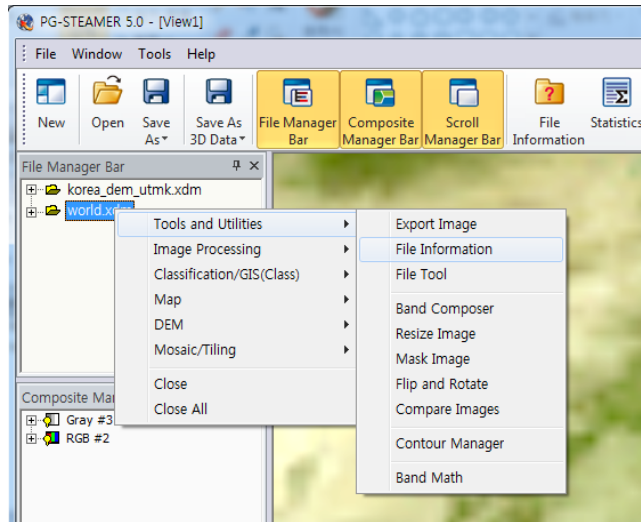 PG-STEAMER 5.0 - [View1]
File Window Tools Help
New Open Save As Save As 3D Data File Manager Bar Composite Manager Bar Scroll Manager Bar File Information Statistics
File Manager Bar
korea_dem_utmk.xdm
world.xdm
Tools and Utilities
Image Processing
Classification/GIS(Class)
Map
DEM
Mosaic/Tiling
Close
Close All
Export Image
File Information
File Tool
Band Composer
Resize Image
Mask Image
Flip and Rotate
Compare Images
Contour Manager
Band Math
Composite Ma
Gray #3
RGB #2